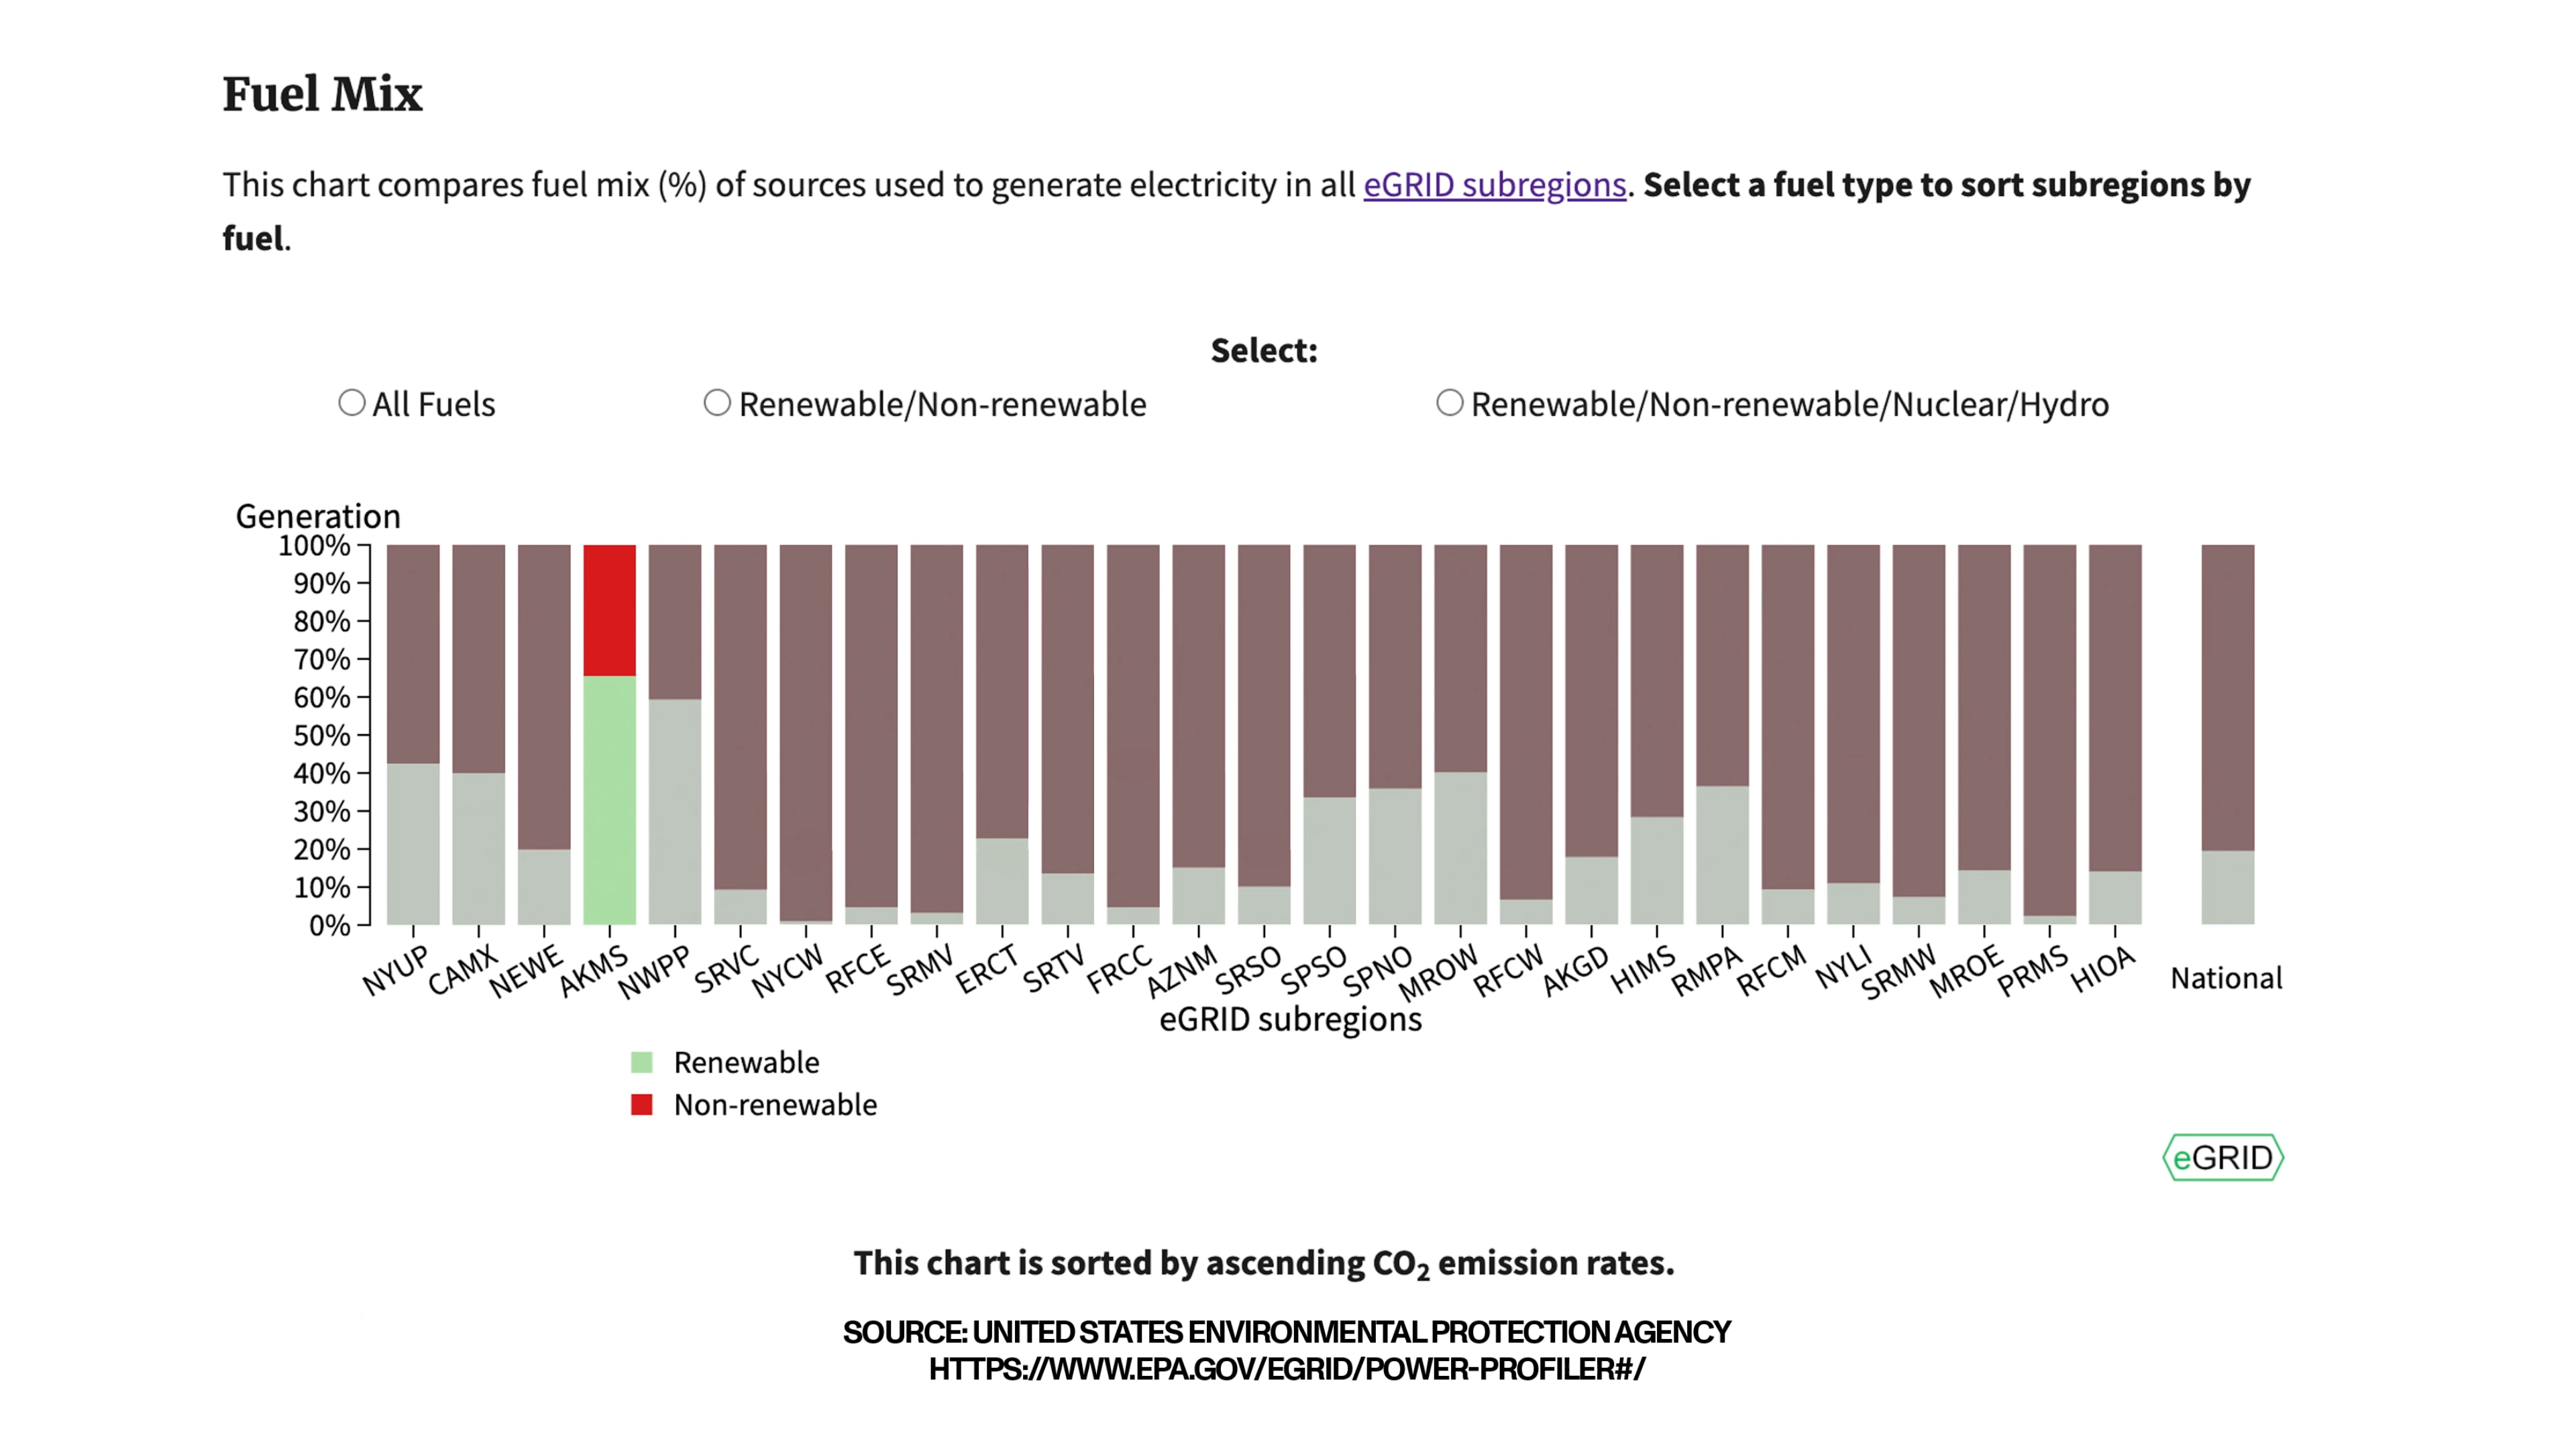 Fuel Mix
This chart compares fuel mix (%) of sources used to generate electricity in all eGRID subregions. Select a fuel type to sort subregions by
fuel.
Select:
All Fuels
Renewable/Non-renewable
Renewable/Non-renewable/Nuclear/Hydro
Generation
100%
90%
80%
70%
60%
50%
40%
30%
20%
10%
0%
NYUP
CAMX
NEWE
AKMS
NWPP
SRVC
NYCW
RFCE
SRMV
ERCT
SRTV
FRCC
AZNM
SRSO
SPSO
SPNO
MROW
RFCW
AKGD
HIMS
RMPA
RFCM
NYLI
SRMW
MROE
PRMS
HIOA
National
eGRID subregions
Renewable
Non-renewable
eGRID
This chart is sorted by ascending CO₂ emission rates.
SOURCE: UNITED STATES ENVIRONMENTAL PROTECTION AGENCY
HTTPS://WWW.EPA.GOV/EGRID/POWER-PROFILER#/